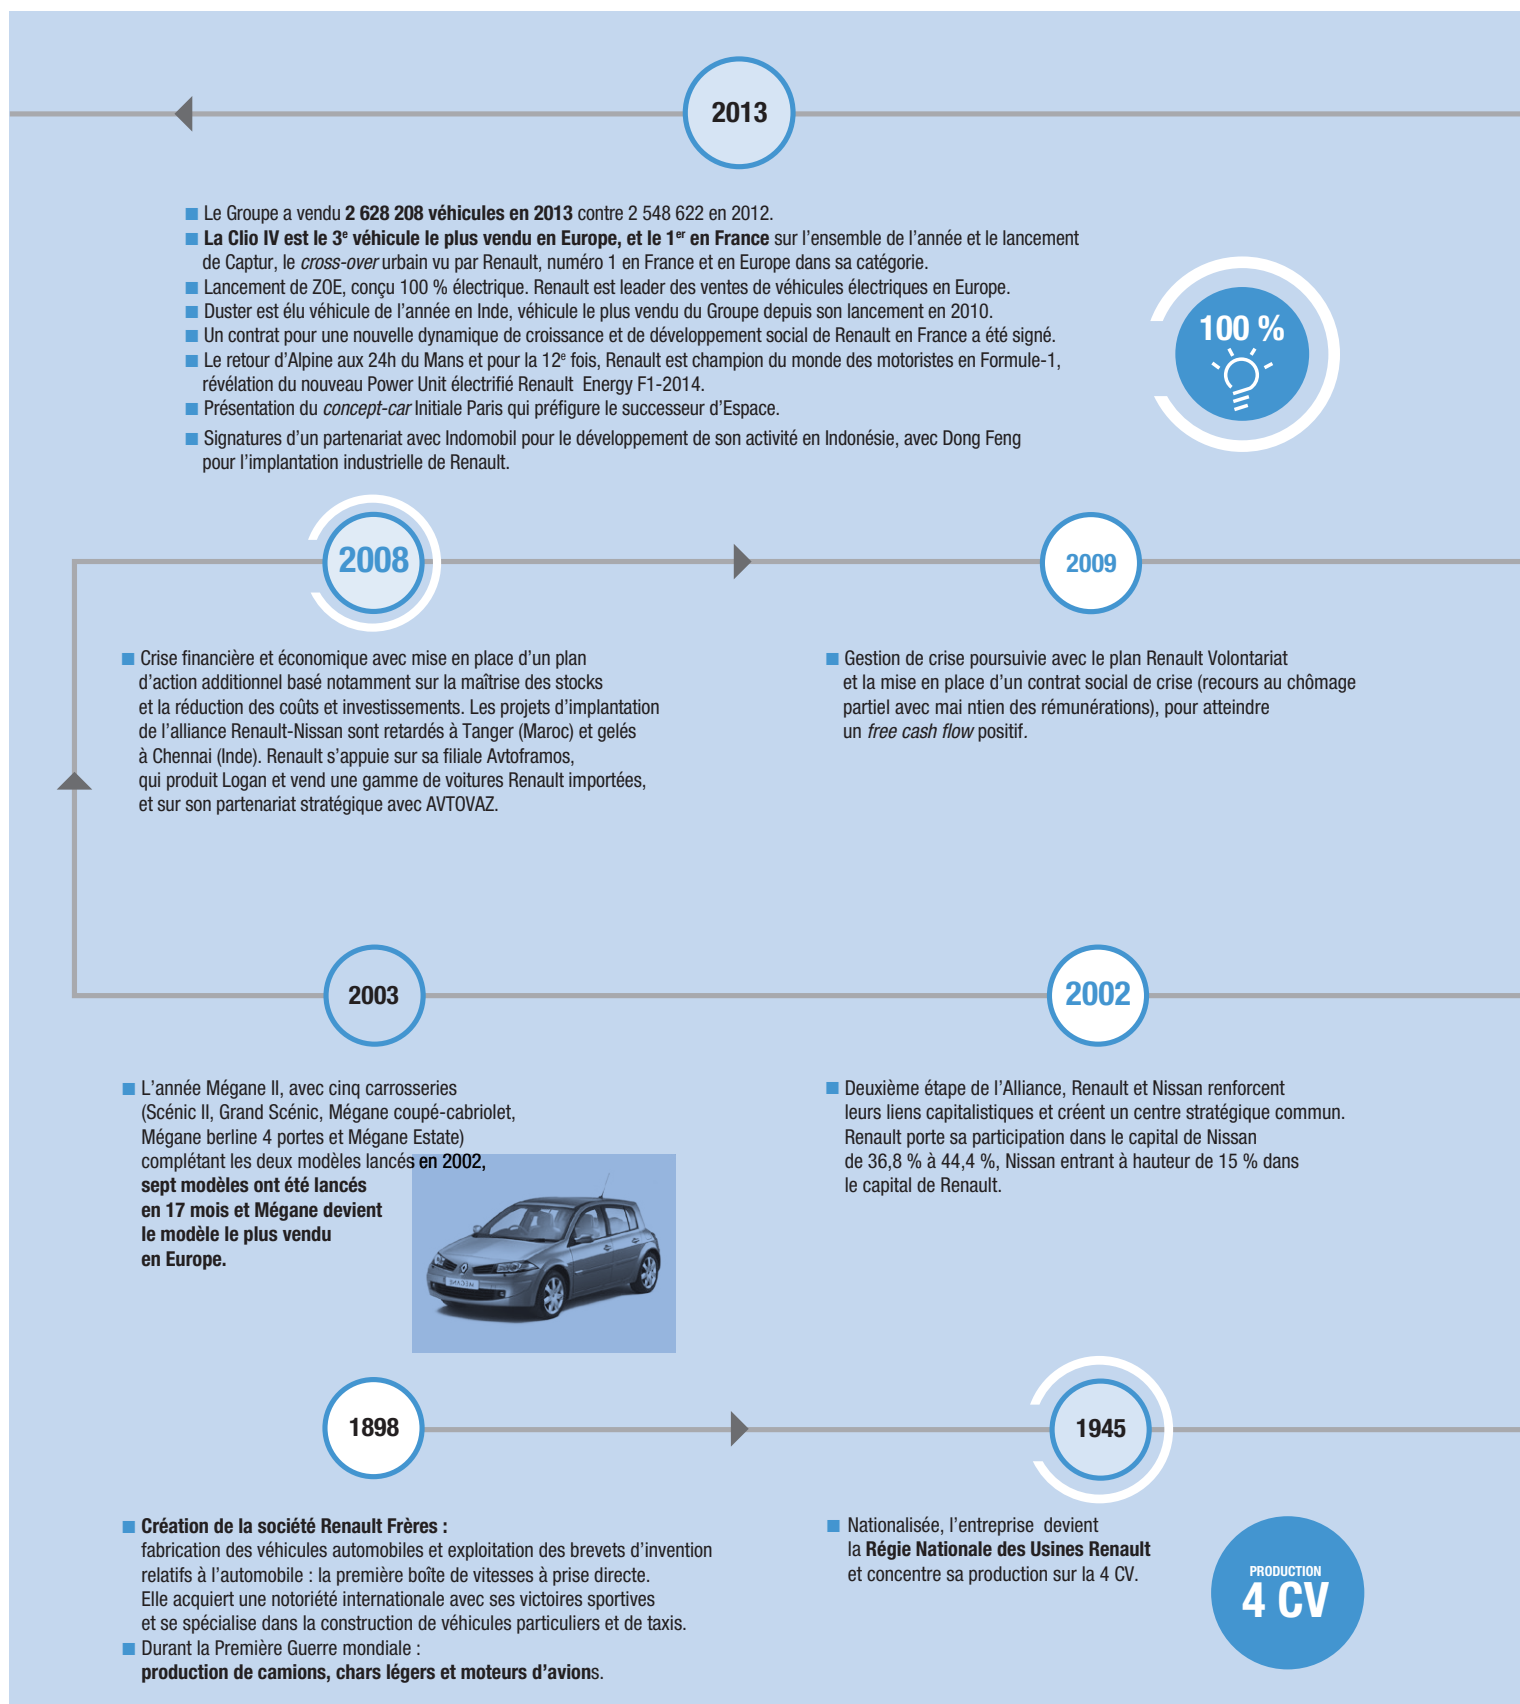 2013
■ Le Groupe a vendu 2 628 208 véhicules en 2013 contre 2 548 622 en 2012.
■ La Clio IV est le 3e véhicule le plus vendu en Europe, et le 1er en France sur l’ensemble de l’année et le lancement
de Captur, le cross-over urbain vu par Renault, numéro 1 en France et en Europe dans sa catégorie.
■ Lancement de ZOE, conçu 100 % électrique. Renault est leader des ventes de véhicules électriques en Europe.
■ Duster est élu véhicule de l’année en Inde, véhicule le plus vendu du Groupe depuis son lancement en 2010.
■ Un contrat pour une nouvelle dynamique de croissance et de développement social de Renault en France a été signé.
■ Le retour d’Alpine aux 24h du Mans et pour la 12e fois, Renault est champion du monde des motoristes en Formule-1,
révélation du nouveau Power Unit électrifié Renault Energy F1-2014.
■ Présentation du concept-car Initiale Paris qui préfigure le successeur d’Espace.
■ Signatures d’un partenariat avec Indomobil pour le développement de son activité en Indonésie, avec Dong Feng
pour l’implantation industrielle de Renault.
100 %
2008
■ Crise financière et économique avec mise en place d’un plan
d’action additionnel basé notamment sur la maîtrise des stocks
et la réduction des coûts et investissements. Les projets d’implantation
de l’alliance Renault-Nissan sont retardés à Tanger (Maroc) et gelés
à Chennai (Inde). Renault s’appuie sur sa filiale Avtoframos,
qui produit Logan et vend une gamme de voitures Renault importées,
et sur son partenariat stratégique avec AVTOVAZ.
2009
■ Gestion de crise poursuivie avec le plan Renault Volontariat
et la mise en place d’un contrat social de crise (recours au chômage
partiel avec mai ntien des rémunérations), pour atteindre
un free cash flow positif.
2003
■ L’année Mégane II, avec cinq carrosseries
(Scénic II, Grand Scénic, Mégane coupé-cabriolet,
Mégane berline 4 portes et Mégane Estate)
complétant les deux modèles lancés en 2002,
sept modèles ont été lancés
en 17 mois et Mégane devient
le modèle le plus vendu
en Europe.
2002
■ Deuxième étape de l’Alliance, Renault et Nissan renforcent
leurs liens capitalistiques et créent un centre stratégique commun.
Renault porte sa participation dans le capital de Nissan
de 36,8 % à 44,4 %, Nissan entrant à hauteur de 15 % dans
le capital de Renault.
1898
■ Création de la société Renault Frères :
fabrication des véhicules automobiles et exploitation des brevets d’invention
relatifs à l’automobile : la première boîte de vitesses à prise directe.
Elle acquiert une notoriété internationale avec ses victoires sportives
et se spécialise dans la construction de véhicules particuliers et de taxis.
■ Durant la Première Guerre mondiale :
production de camions, chars légers et moteurs d’avions.
1945
■ Nationalisée, l’entreprise devient
la Régie Nationale des Usines Renault
et concentre sa production sur la 4 CV.
PRODUCTION
4 CV